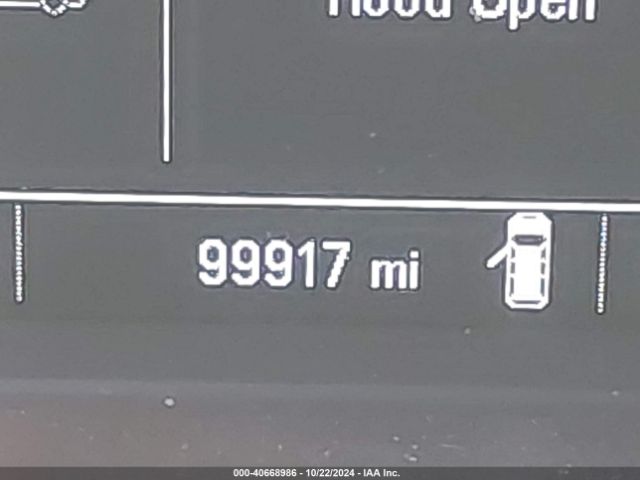 Hood Open
99917 mi
000-40668986 - 10/22/2024 - IAA Inc.